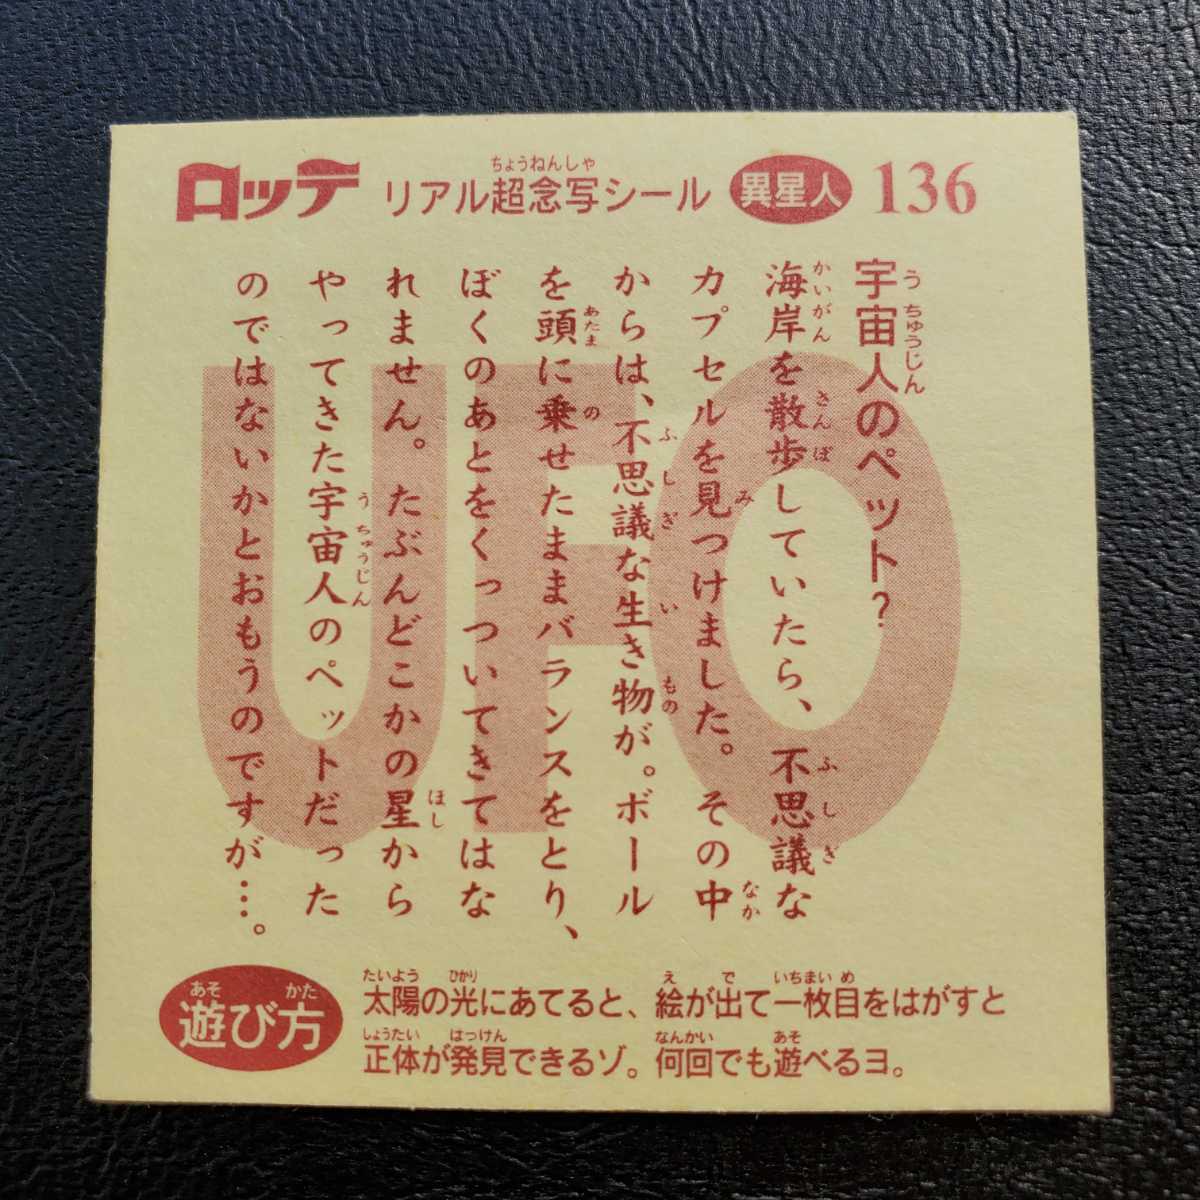 ロッテ リアル超念写シール 異星人 136
ちょうねんしゃ
宇宙人のペット?
うちゅうじん
海岸を散歩していたら、不思議な
かいがん さんぽ ふしぎ
カプセルを見つけました。その中
み なか
からは、不思議な生き物が。ボール
ふしぎ い もの
を頭に乗せたままバランスをとり、
あたま の
ぼくのあとをくっついてきてはな
れません。たぶんどこかの星から
ほし
やってきた宇宙人のペットだった
うちゅうじん
のではないかとおもうのですが…。
UFO
遊び方
あそ かた
たいよう ひかり え で いちまい め
太陽の光にあてると、絵が出て一枚目をはがすと
しょうたい はっけん なんかい あそ
正体が発見できるゾ。何回でも遊べるヨ。